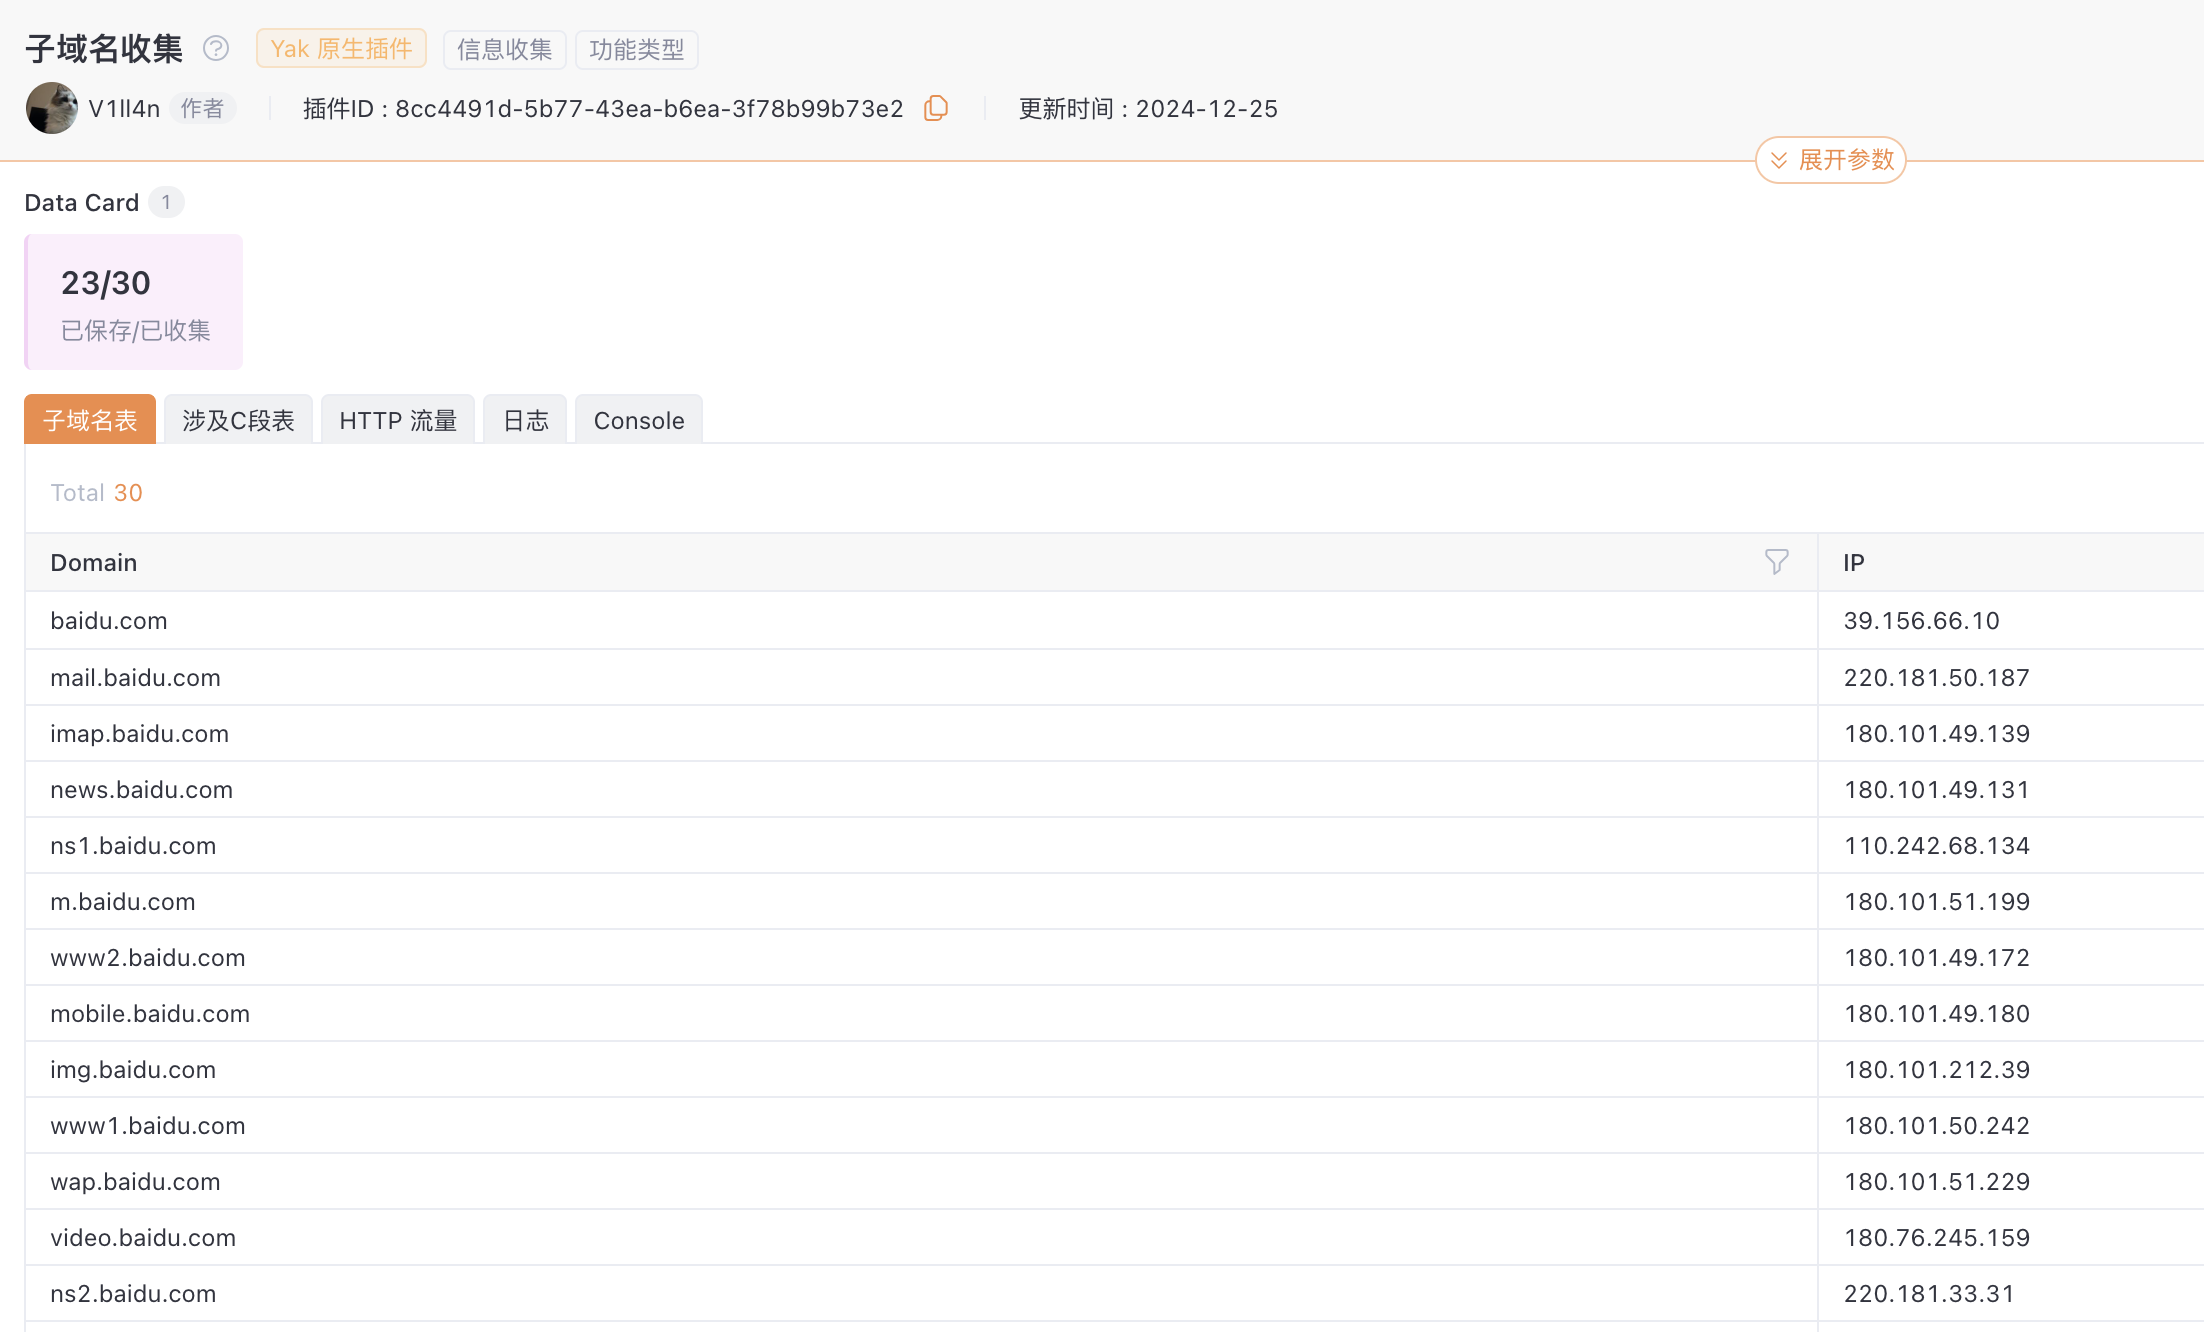 子域名收集 Yak 原生插件 信息收集 功能类型
V1ll4n 作者 插件ID : 8cc4491d-5b77-43ea-b6ea-3f78b99b73e2 更新时间 : 2024-12-25
展开参数
Data Card 1
23/30
已保存/已收集
子域名表 涉及C段表 HTTP 流量 日志 Console
Total 30
Domain IP
baidu.com 39.156.66.10
mail.baidu.com 220.181.50.187
imap.baidu.com 180.101.49.139
news.baidu.com 180.101.49.131
ns1.baidu.com 110.242.68.134
m.baidu.com 180.101.51.199
www2.baidu.com 180.101.49.172
mobile.baidu.com 180.101.49.180
img.baidu.com 180.101.212.39
www1.baidu.com 180.101.50.242
wap.baidu.com 180.101.51.229
video.baidu.com 180.76.245.159
ns2.baidu.com 220.181.33.31